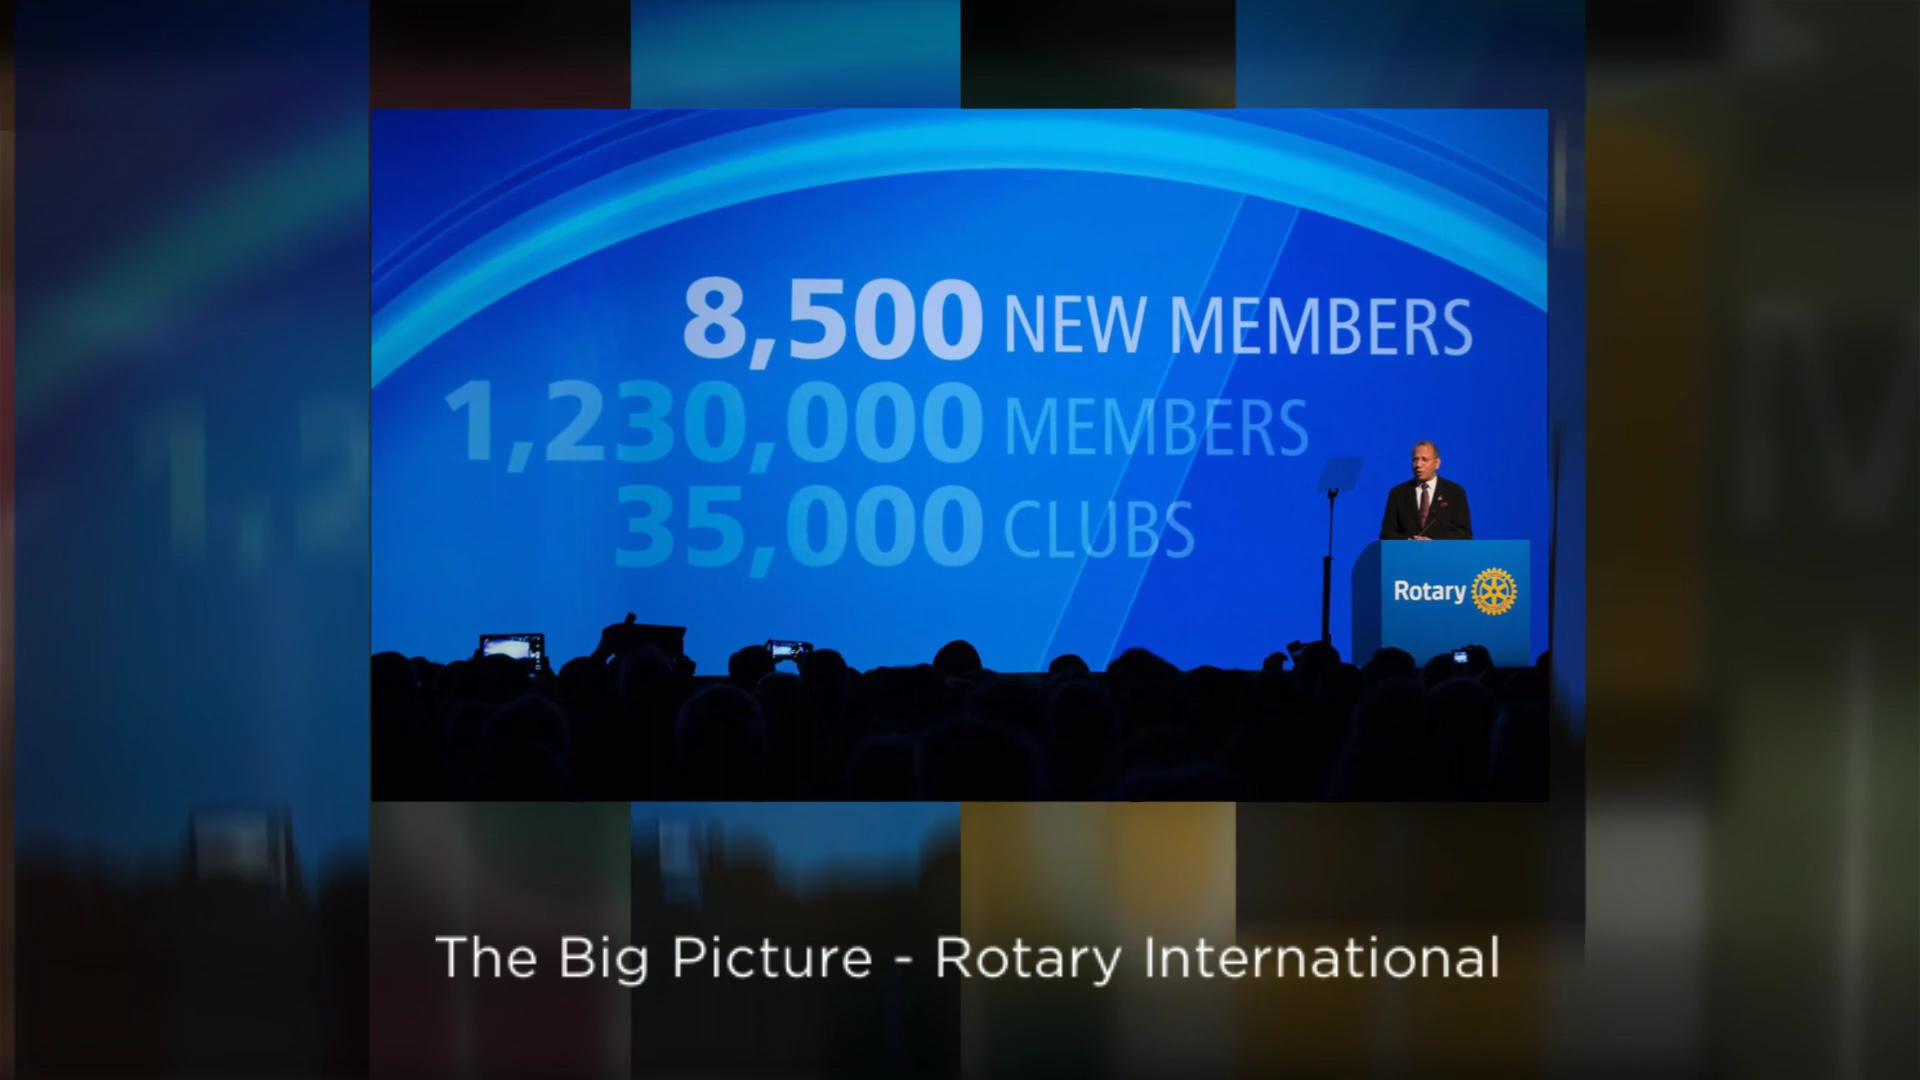 8,500 NEW MEMBERS
1,230,000 MEMBERS
35,000 CLUBS
Rotary
The Big Picture - Rotary International